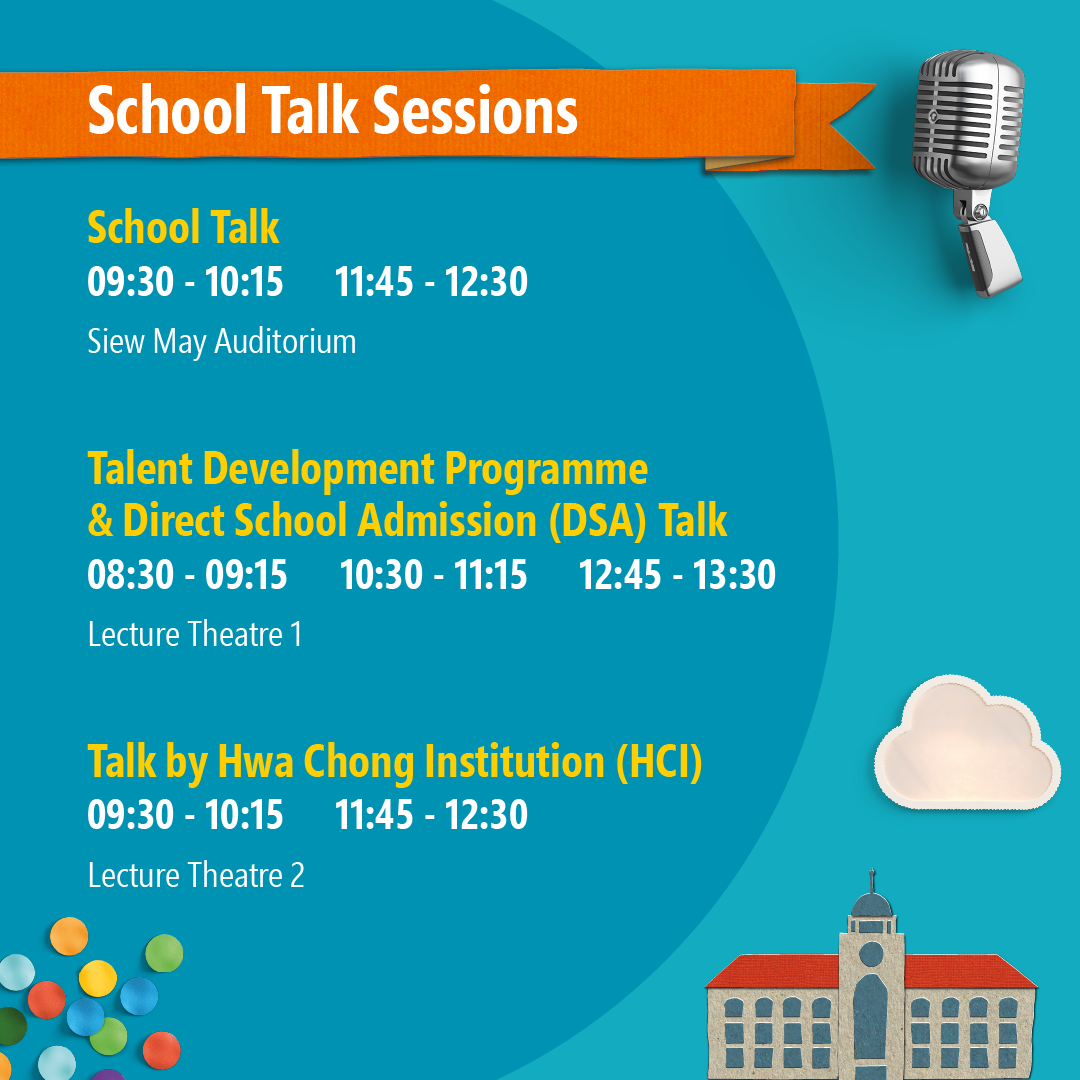 School Talk Sessions
School Talk
09:30 - 10:15 11:45 - 12:30
Siew May Auditorium
Talent Development Programme
& Direct School Admission (DSA) Talk
08:30 - 09:15 10:30 - 11:15 12:45 - 13:30
Lecture Theatre 1
Talk by Hwa Chong Institution (HCI)
09:30 - 10:15 11:45 - 12:30
Lecture Theatre 2